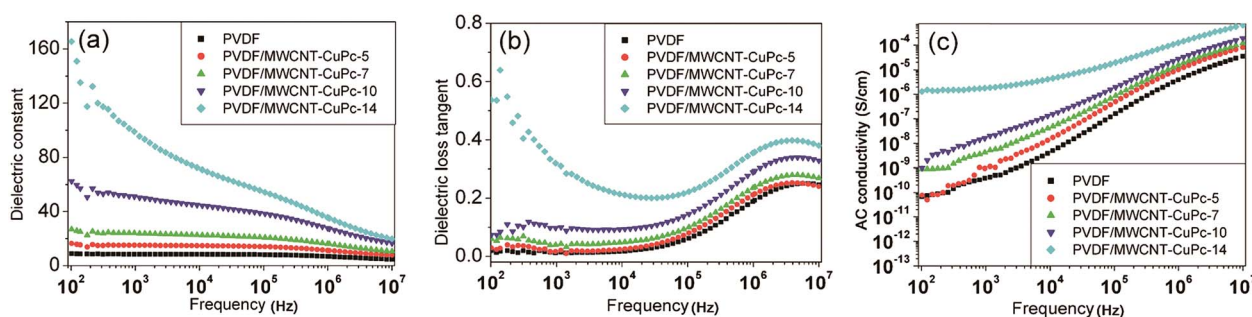 (a)
PVDF
PVDF/MWCNT-CuPc-5
PVDF/MWCNT-CuPc-7
PVDF/MWCNT-CuPc-10
PVDF/MWCNT-CuPc-14
Dielectric constant
160
120
80
40
0
10² 10³ 10⁴ 10⁵ 10⁶ 10⁷
Frequency (Hz)
(b)
PVDF
PVDF/MWCNT-CuPc-5
PVDF/MWCNT-CuPc-7
PVDF/MWCNT-CuPc-10
PVDF/MWCNT-CuPc-14
Dielectric loss tangent
0.8
0.6
0.4
0.2
0.0
10² 10³ 10⁴ 10⁵ 10⁶ 10⁷
Frequency (Hz)
(c)
AC conductivity (S/cm)
10⁻⁴
10⁻⁵
10⁻⁶
10⁻⁷
10⁻⁸
10⁻⁹
10⁻¹⁰
10⁻¹¹
10⁻¹²
10⁻¹³
PVDF
PVDF/MWCNT-CuPc-5
PVDF/MWCNT-CuPc-7
PVDF/MWCNT-CuPc-10
PVDF/MWCNT-CuPc-14
10² 10³ 10⁴ 10⁵ 10⁶ 10⁷
Frequency (Hz)